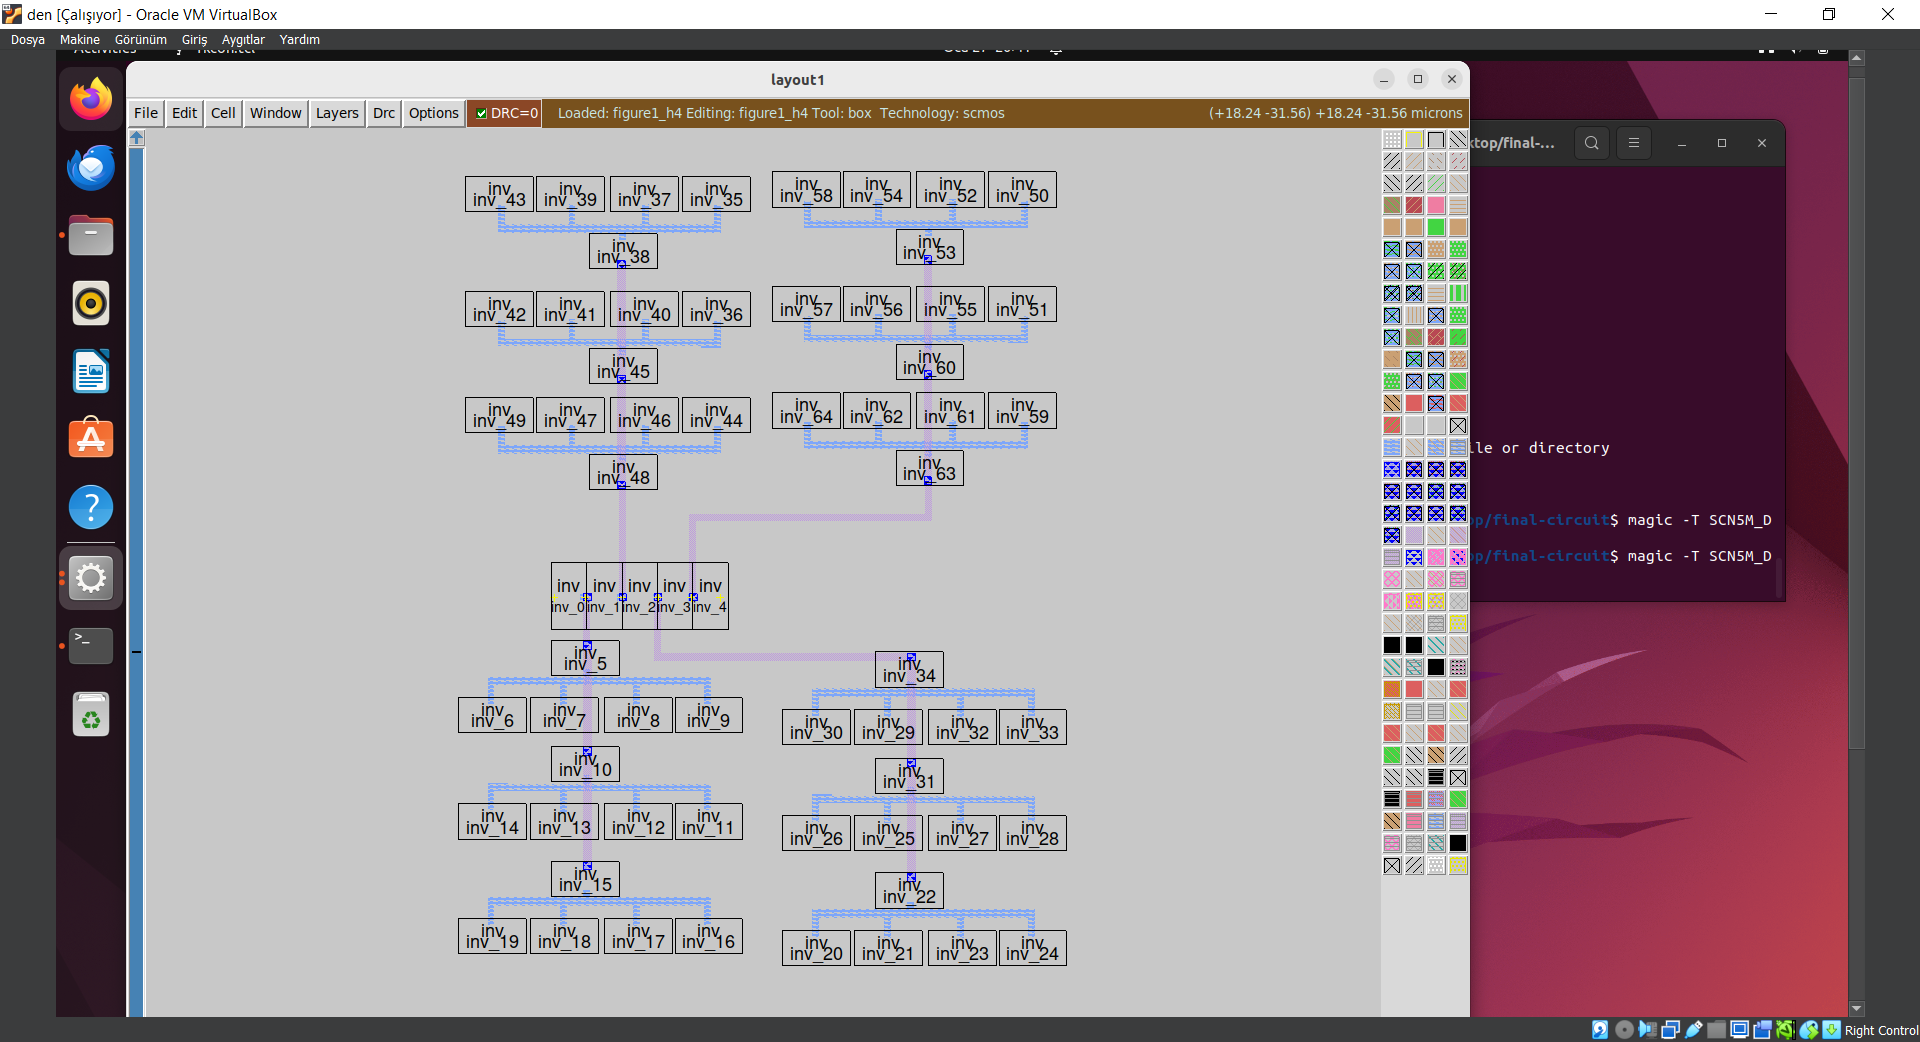 den [Çalışıyor] - Oracle VM VirtualBox
Dosya Makine Görünüm Giriş Aygıtlar Yardım
layout1
File Edit Cell Window Layers Drc Options DRC=0 Loaded: figure1_h4 Editing: figure1_h4 Tool: box Technology: scmos (+18.24 -31.56) +18.24 -31.56 microns
inv inv inv inv inv inv inv inv
inv_43 inv_39 inv_37 inv_35 inv_58 inv_54 inv_52 inv_50
inv inv
inv_38 inv_53
inv inv inv inv inv inv inv inv
inv_42 inv_41 inv_40 inv_36 inv_57 inv_56 inv_55 inv_51
inv inv
inv_45 inv_60
inv inv inv inv inv inv inv inv
inv_49 inv_47 inv_46 inv_44 inv_64 inv_62 inv_61 inv_59
inv inv
inv_48 inv_63
inv inv inv inv inv
inv_0 inv_1 inv_2 inv_3 inv_4
inv inv
inv_5 inv_34
inv inv inv inv inv inv inv inv
inv_6 inv_7 inv_8 inv_9 inv_30 inv_29 inv_32 inv_33
inv inv
inv_10 inv_31
inv inv inv inv inv inv inv inv
inv_14 inv_13 inv_12 inv_11 inv_26 inv_25 inv_27 inv_28
inv inv
inv_15 inv_22
inv inv inv inv inv inv inv inv
inv_19 inv_18 inv_17 inv_16 inv_20 inv_21 inv_23 inv_24
ktop/final-...
ile or directory
op/final-circuit$ magic -T SCN5M_D
op/final-circuit$ magic -T SCN5M_D
Right Control